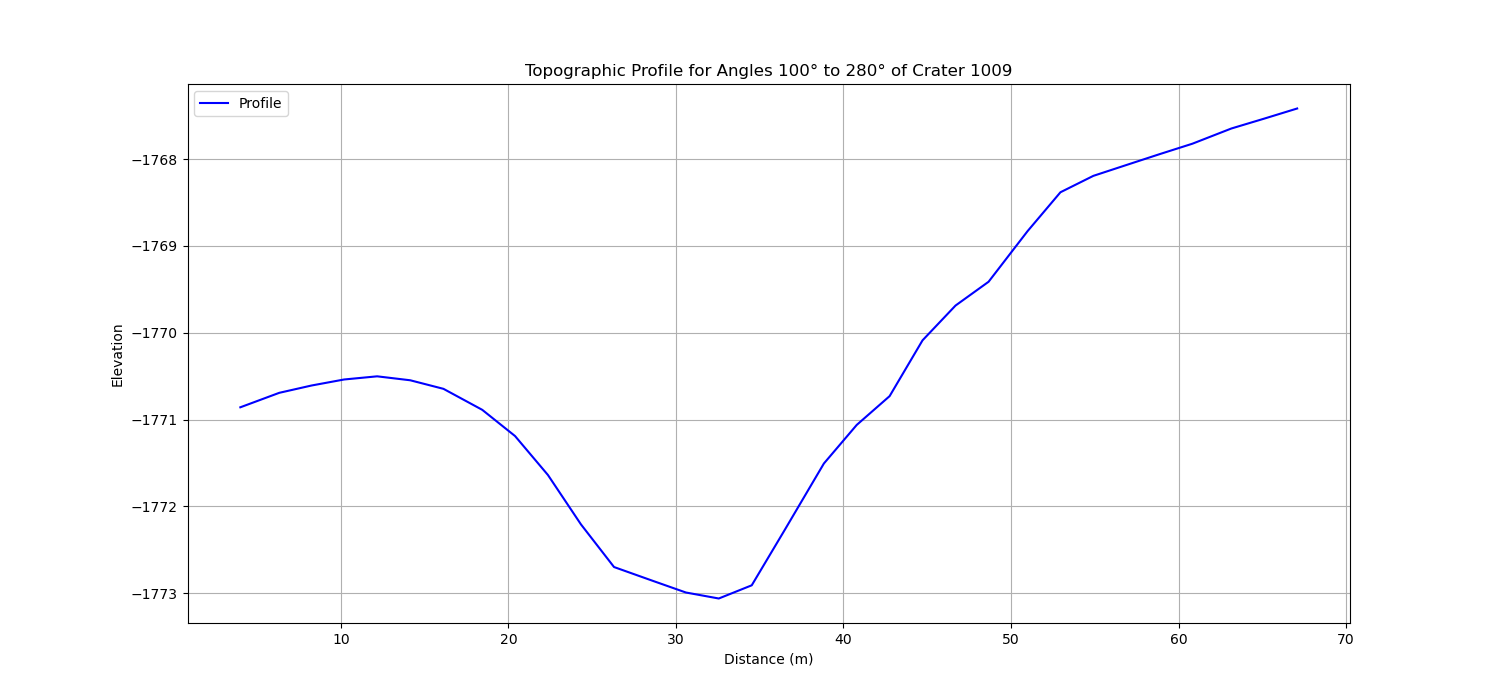 Topographic Profile for Angles 100° to 280° of Crater 1009
Profile
Elevation
−1768
−1769
−1770
−1771
−1772
−1773
10 20 30 40 50 60 70
Distance (m)